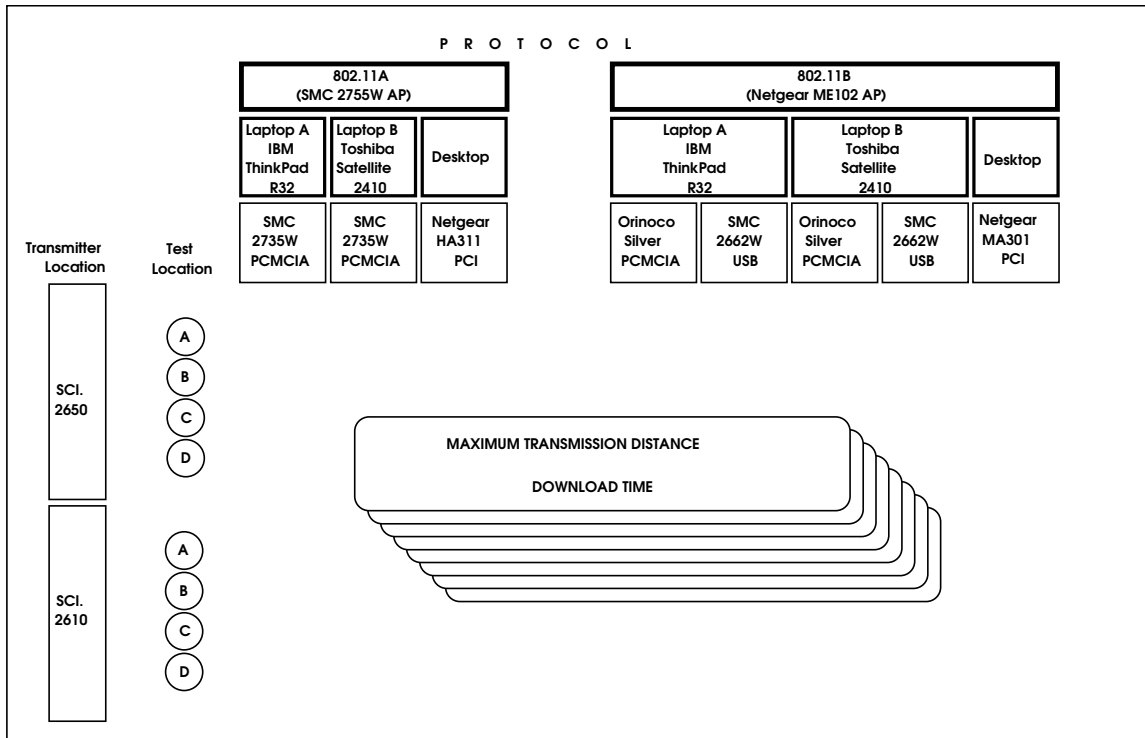 P R O T O C O L
802.11A
(SMC 2755W AP)
802.11B
(Netgear ME102 AP)
Laptop A
IBM
ThinkPad
R32
Laptop B
Toshiba
Satellite
2410
Desktop
Laptop A
IBM
ThinkPad
R32
Laptop B
Toshiba
Satellite
2410
Desktop
SMC
2735W
PCMCIA
SMC
2735W
PCMCIA
Netgear
HA311
PCI
Orinoco
Silver
PCMCIA
SMC
2662W
USB
Orinoco
Silver
PCMCIA
SMC
2662W
USB
Netgear
MA301
PCI
Transmitter
Location
Test
Location
SCI.
2650
A
B
C
D
MAXIMUM TRANSMISSION DISTANCE
DOWNLOAD TIME
SCI.
2610
A
B
C
D